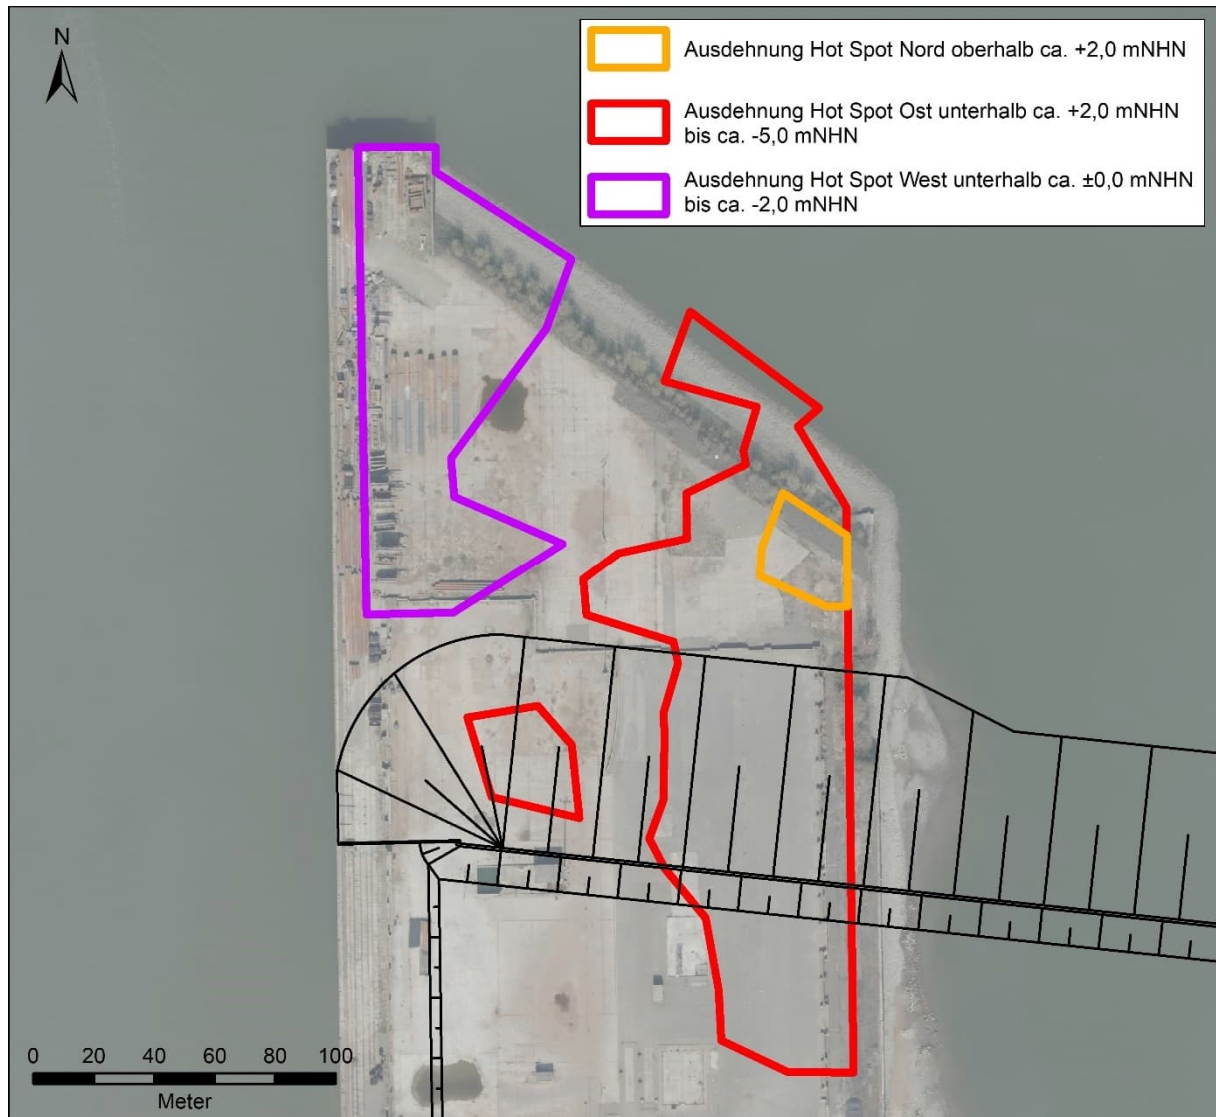 N
Ausdehnung Hot Spot Nord oberhalb ca. +2,0 mNHN
Ausdehnung Hot Spot Ost unterhalb ca. +2,0 mNHN
bis ca. -5,0 mNHN
Ausdehnung Hot Spot West unterhalb ca. ±0,0 mNHN
bis ca. -2,0 mNHN
0 20 40 60 80 100
Meter